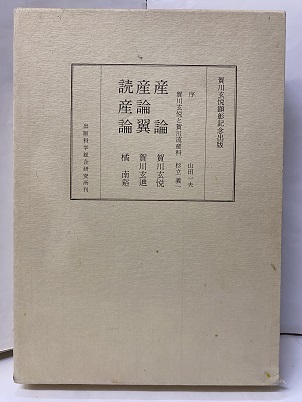 賀川玄悦顕彰記念出版
序 山田一夫
賀川玄悦と賀川流産科 杉立義一
産論 賀川玄悦
産論翼 賀川玄迪
読産論 橘南谿
出版科学総合研究所刊